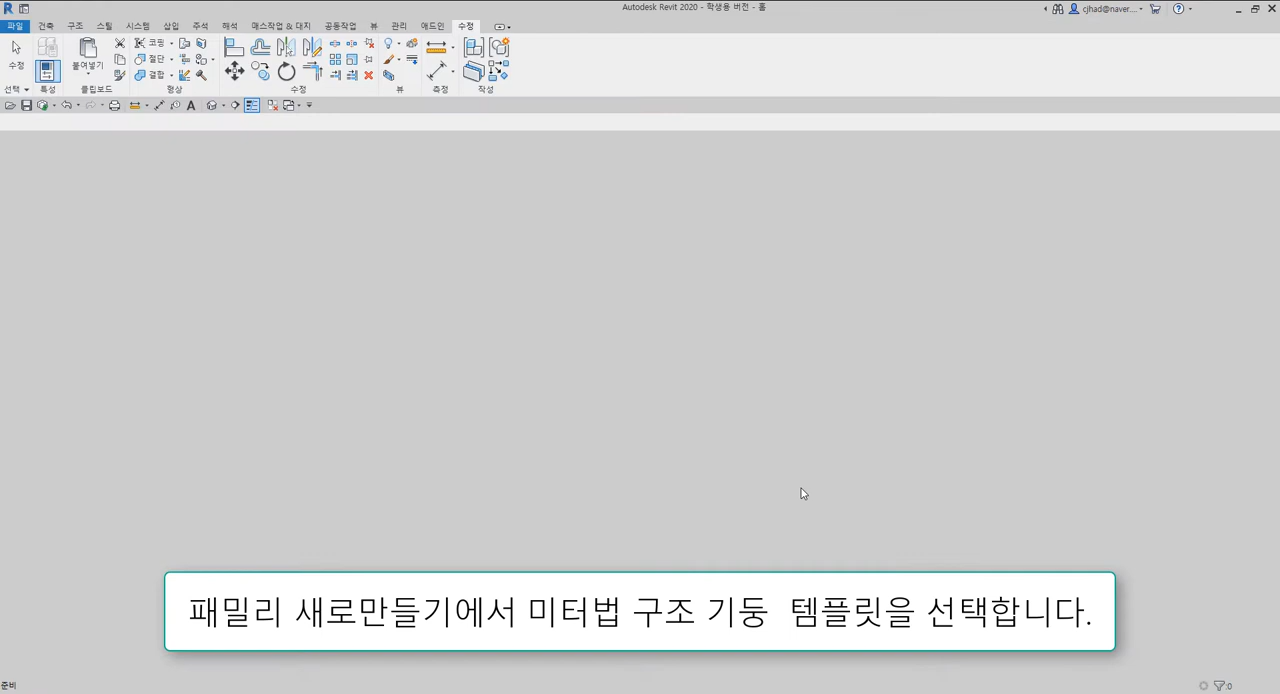 Autodesk Revit 2020 - 학생용 버전 - 홈
cjhad@naver....
파일 건축 구조 스틸 시스템 삽입 주석 해석 매스작업 & 대지 공동작업 뷰 관리 애드인 수정
수정 붙여넣기 코핑
절단
결합
선택 특성 클립보드 형상 수정 뷰 측정 작성
패밀리 새로만들기에서 미터법 구조 기둥 템플릿을 선택합니다.
준비 :0